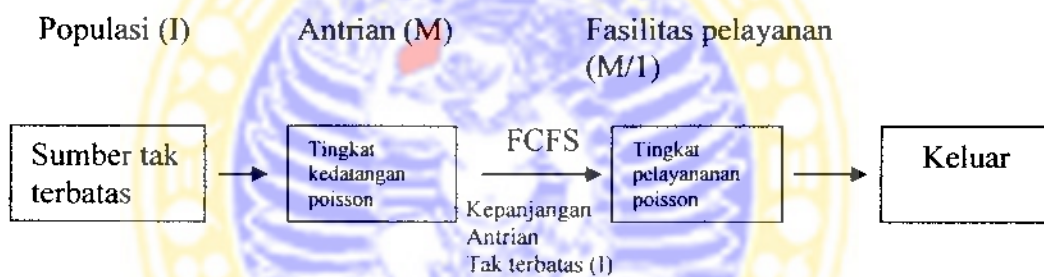 Populasi (I)
Antrian (M)
Fasilitas pelayanan
(M/1)
Sumber tak
terbatas
Tingkat
kedatangan
poisson
FCFS
Kepanjangan
Antrian
Tak terbatas (I)
Tingkat
pelayananan
poisson
Keluar